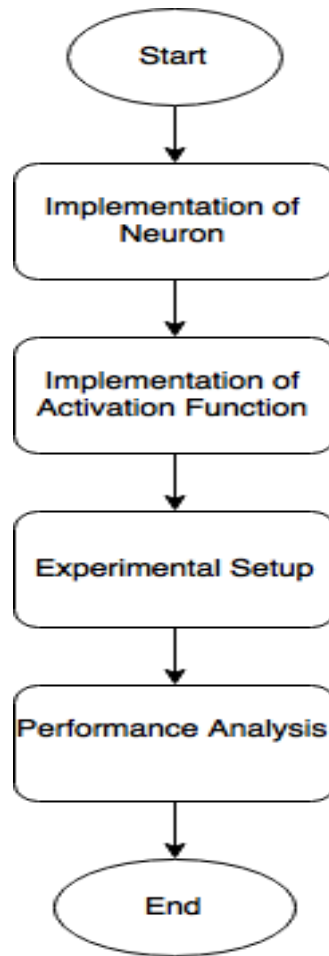 Start
Implementation of
Neuron
Implementation of
Activation Function
Experimental Setup
Performance Analysis
End